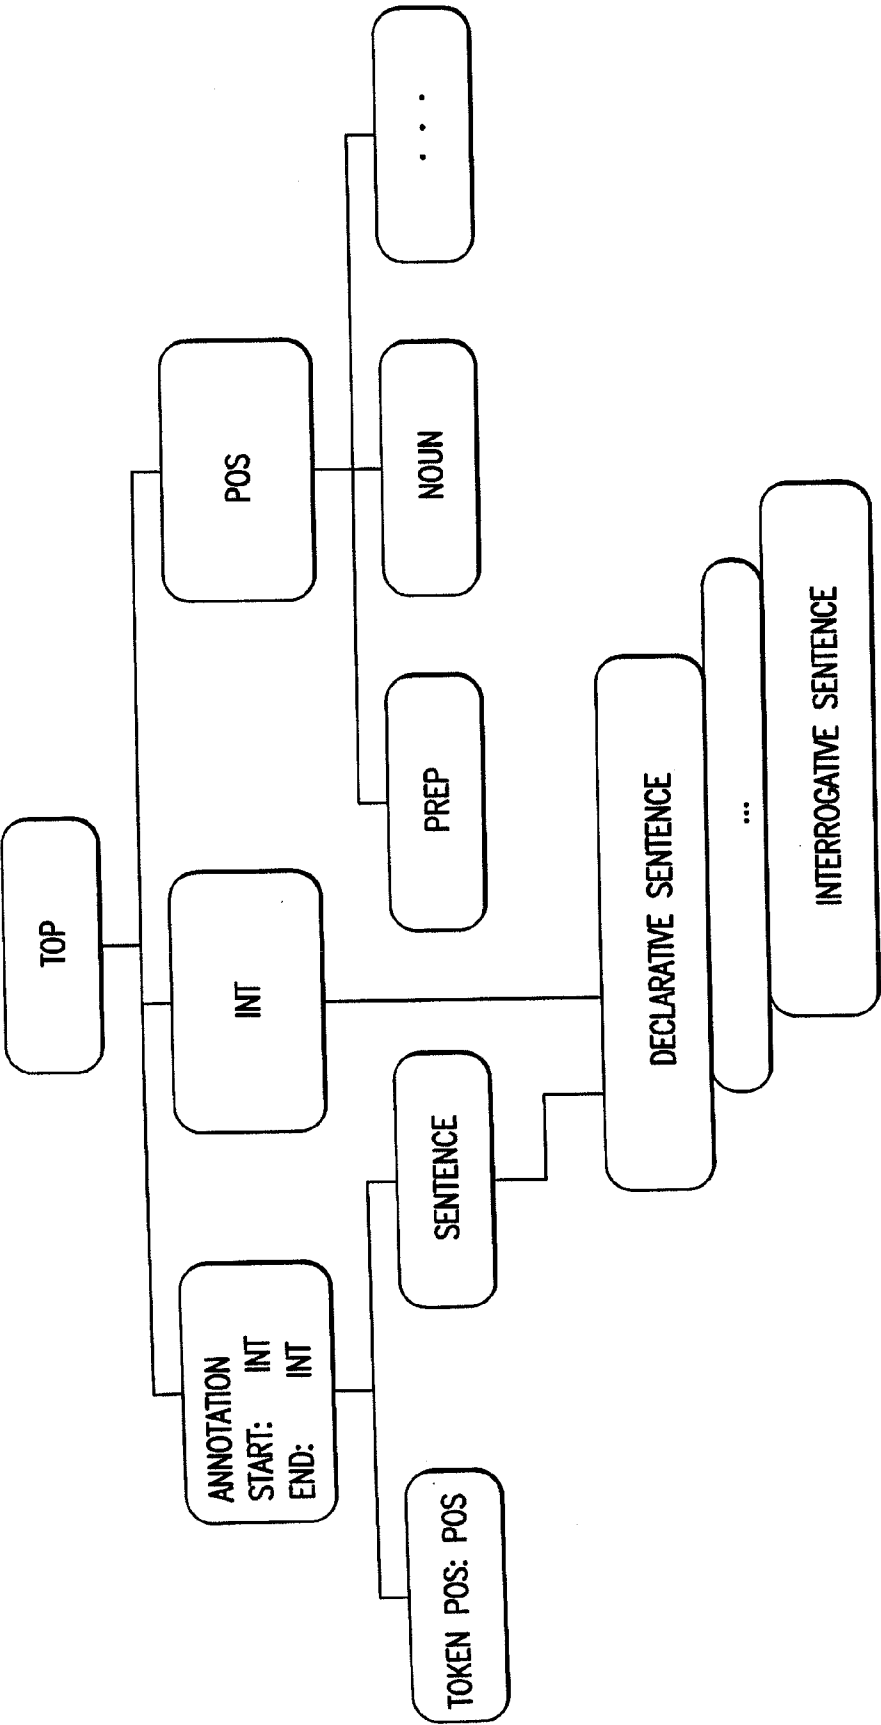 TOP
ANNOTATION
START: INT
END: INT
INT
POS
TOKEN POS: POS
SENTENCE
PREP
NOUN
. . .
DECLARATIVE SENTENCE
...
INTERROGATIVE SENTENCE